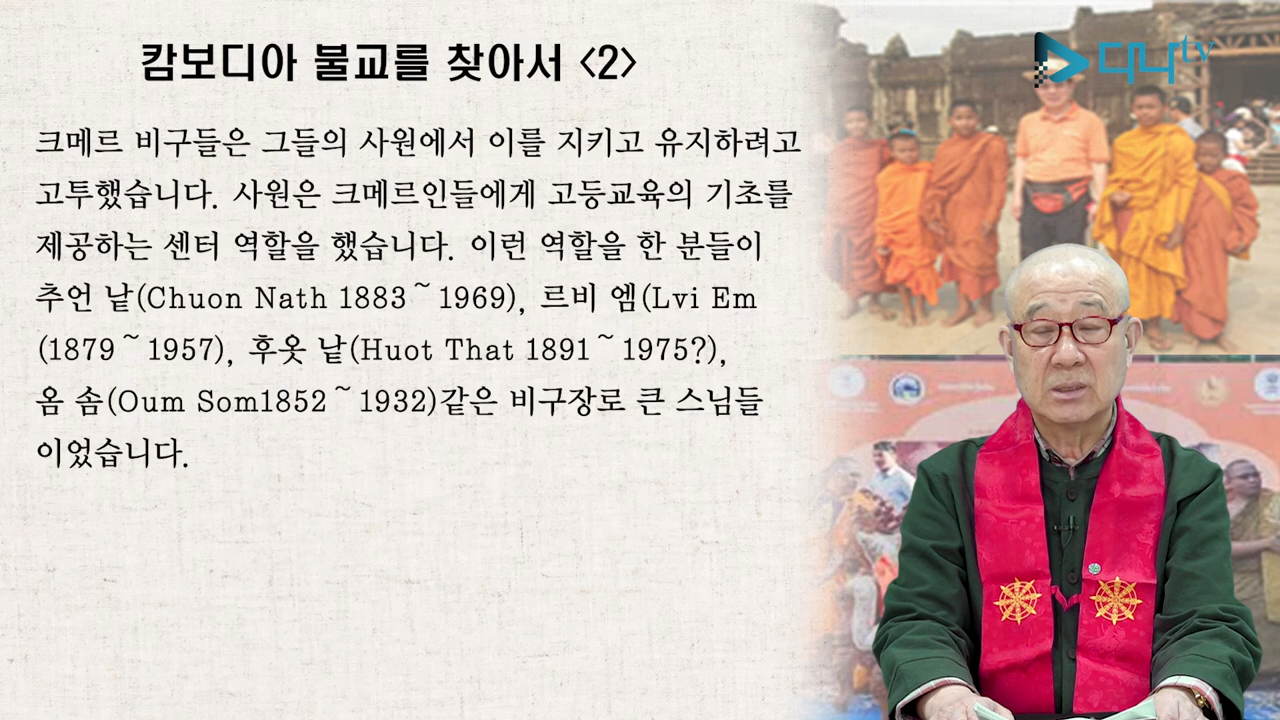 캄보디아 불교를 찾아서 <2>
다나tv
크메르 비구들은 그들의 사원에서 이를 지키고 유지하려고
고투했습니다. 사원은 크메르인들에게 고등교육의 기초를
제공하는 센터 역할을 했습니다. 이런 역할을 한 분들이
추언 낱(Chuon Nath 1883~1969), 르비 엠(Lvi Em
(1879~1957), 후옷 낱(Huot That 1891~1975?),
옴 솜(Oum Som1852~1932)같은 비구장로 큰 스님들
이었습니다.